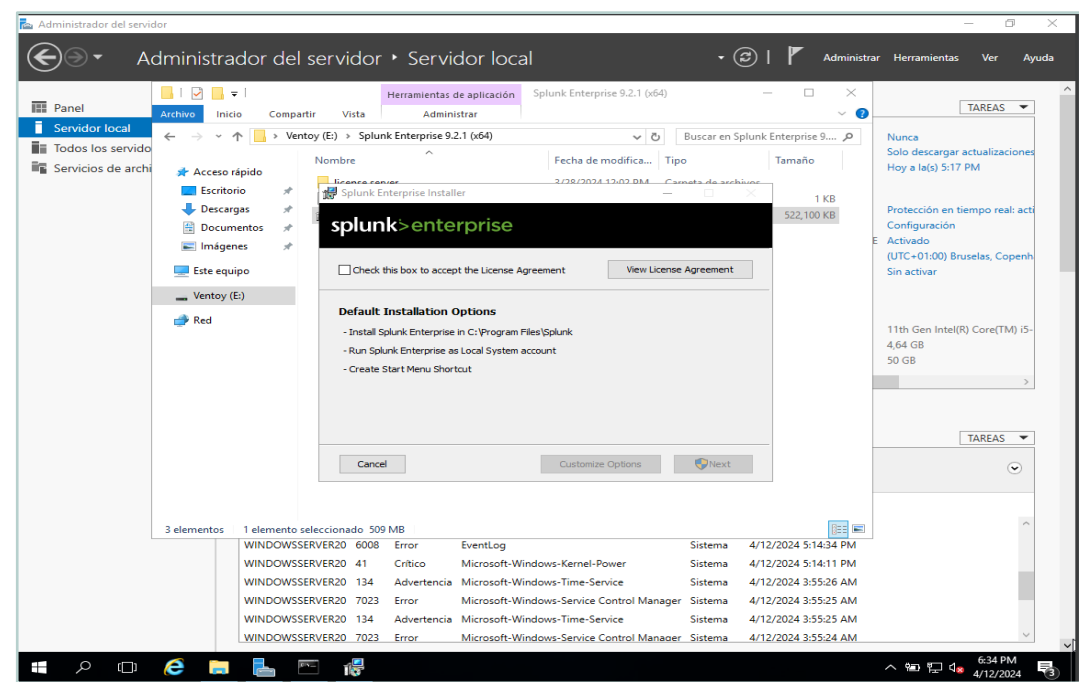 Administrador del servidor
Administrador del servidor ‣ Servidor local
Administrar Herramientas Ver Ayuda
Panel
Servidor local
Todos los servido
Servicios de archi
Herramientas de aplicación
Splunk Enterprise 9.2.1 (x64)
Archivo Inicio Compartir Vista Administrar
Ventoy (E:) > Splunk Enterprise 9.2.1 (x64)
Buscar en Splunk Enterprise 9....
Nombre Fecha de modifica... Tipo Tamaño
license server 3/28/2024 12:02 PM Carpeta de archivos
1 KB
522,100 KB
Acceso rápido
Escritorio
Descargas
Documentos
Imágenes
Este equipo
Ventoy (E:)
Red
Splunk Enterprise Installer
splunk>enterprise
Check this box to accept the License Agreement
View License Agreement
Default Installation Options
- Install Splunk Enterprise in C:\Program Files\Splunk
- Run Splunk Enterprise as Local System account
- Create Start Menu Shortcut
Cancel
Customize Options
Next
3 elementos 1 elemento seleccionado 509 MB
TAREAS
Nunca
Solo descargar actualizaciones
Hoy a la(s) 5:17 PM
Protección en tiempo real: acti
Configuración
E Activado
(UTC+01:00) Bruselas, Copenh
Sin activar
11th Gen Intel(R) Core(TM) i5-
4,64 GB
50 GB
TAREAS
WINDOWSSERVER20 6008 Error EventLog Sistema 4/12/2024 5:14:34 PM
WINDOWSSERVER20 41 Crítico Microsoft-Windows-Kernel-Power Sistema 4/12/2024 5:14:11 PM
WINDOWSSERVER20 134 Advertencia Microsoft-Windows-Time-Service Sistema 4/12/2024 3:55:26 AM
WINDOWSSERVER20 7023 Error Microsoft-Windows-Service Control Manager Sistema 4/12/2024 3:55:25 AM
WINDOWSSERVER20 134 Advertencia Microsoft-Windows-Time-Service Sistema 4/12/2024 3:55:25 AM
WINDOWSSERVER20 7023 Error Microsoft-Windows-Service Control Manager Sistema 4/12/2024 3:55:24 AM
6:34 PM
4/12/2024
3